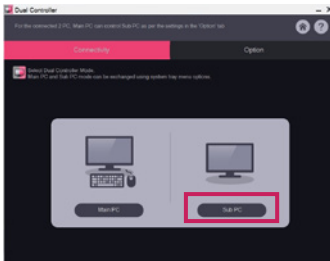 Dual Controller
For the connected 2 PC, Main PC can control Sub PC as per the settings in the 'Option' tab
?
Connectivity
Option
Select Dual Controller Mode.
Main PC and Sub PC mode can be exchanged using system tray menu options.
Main PC
Sub PC